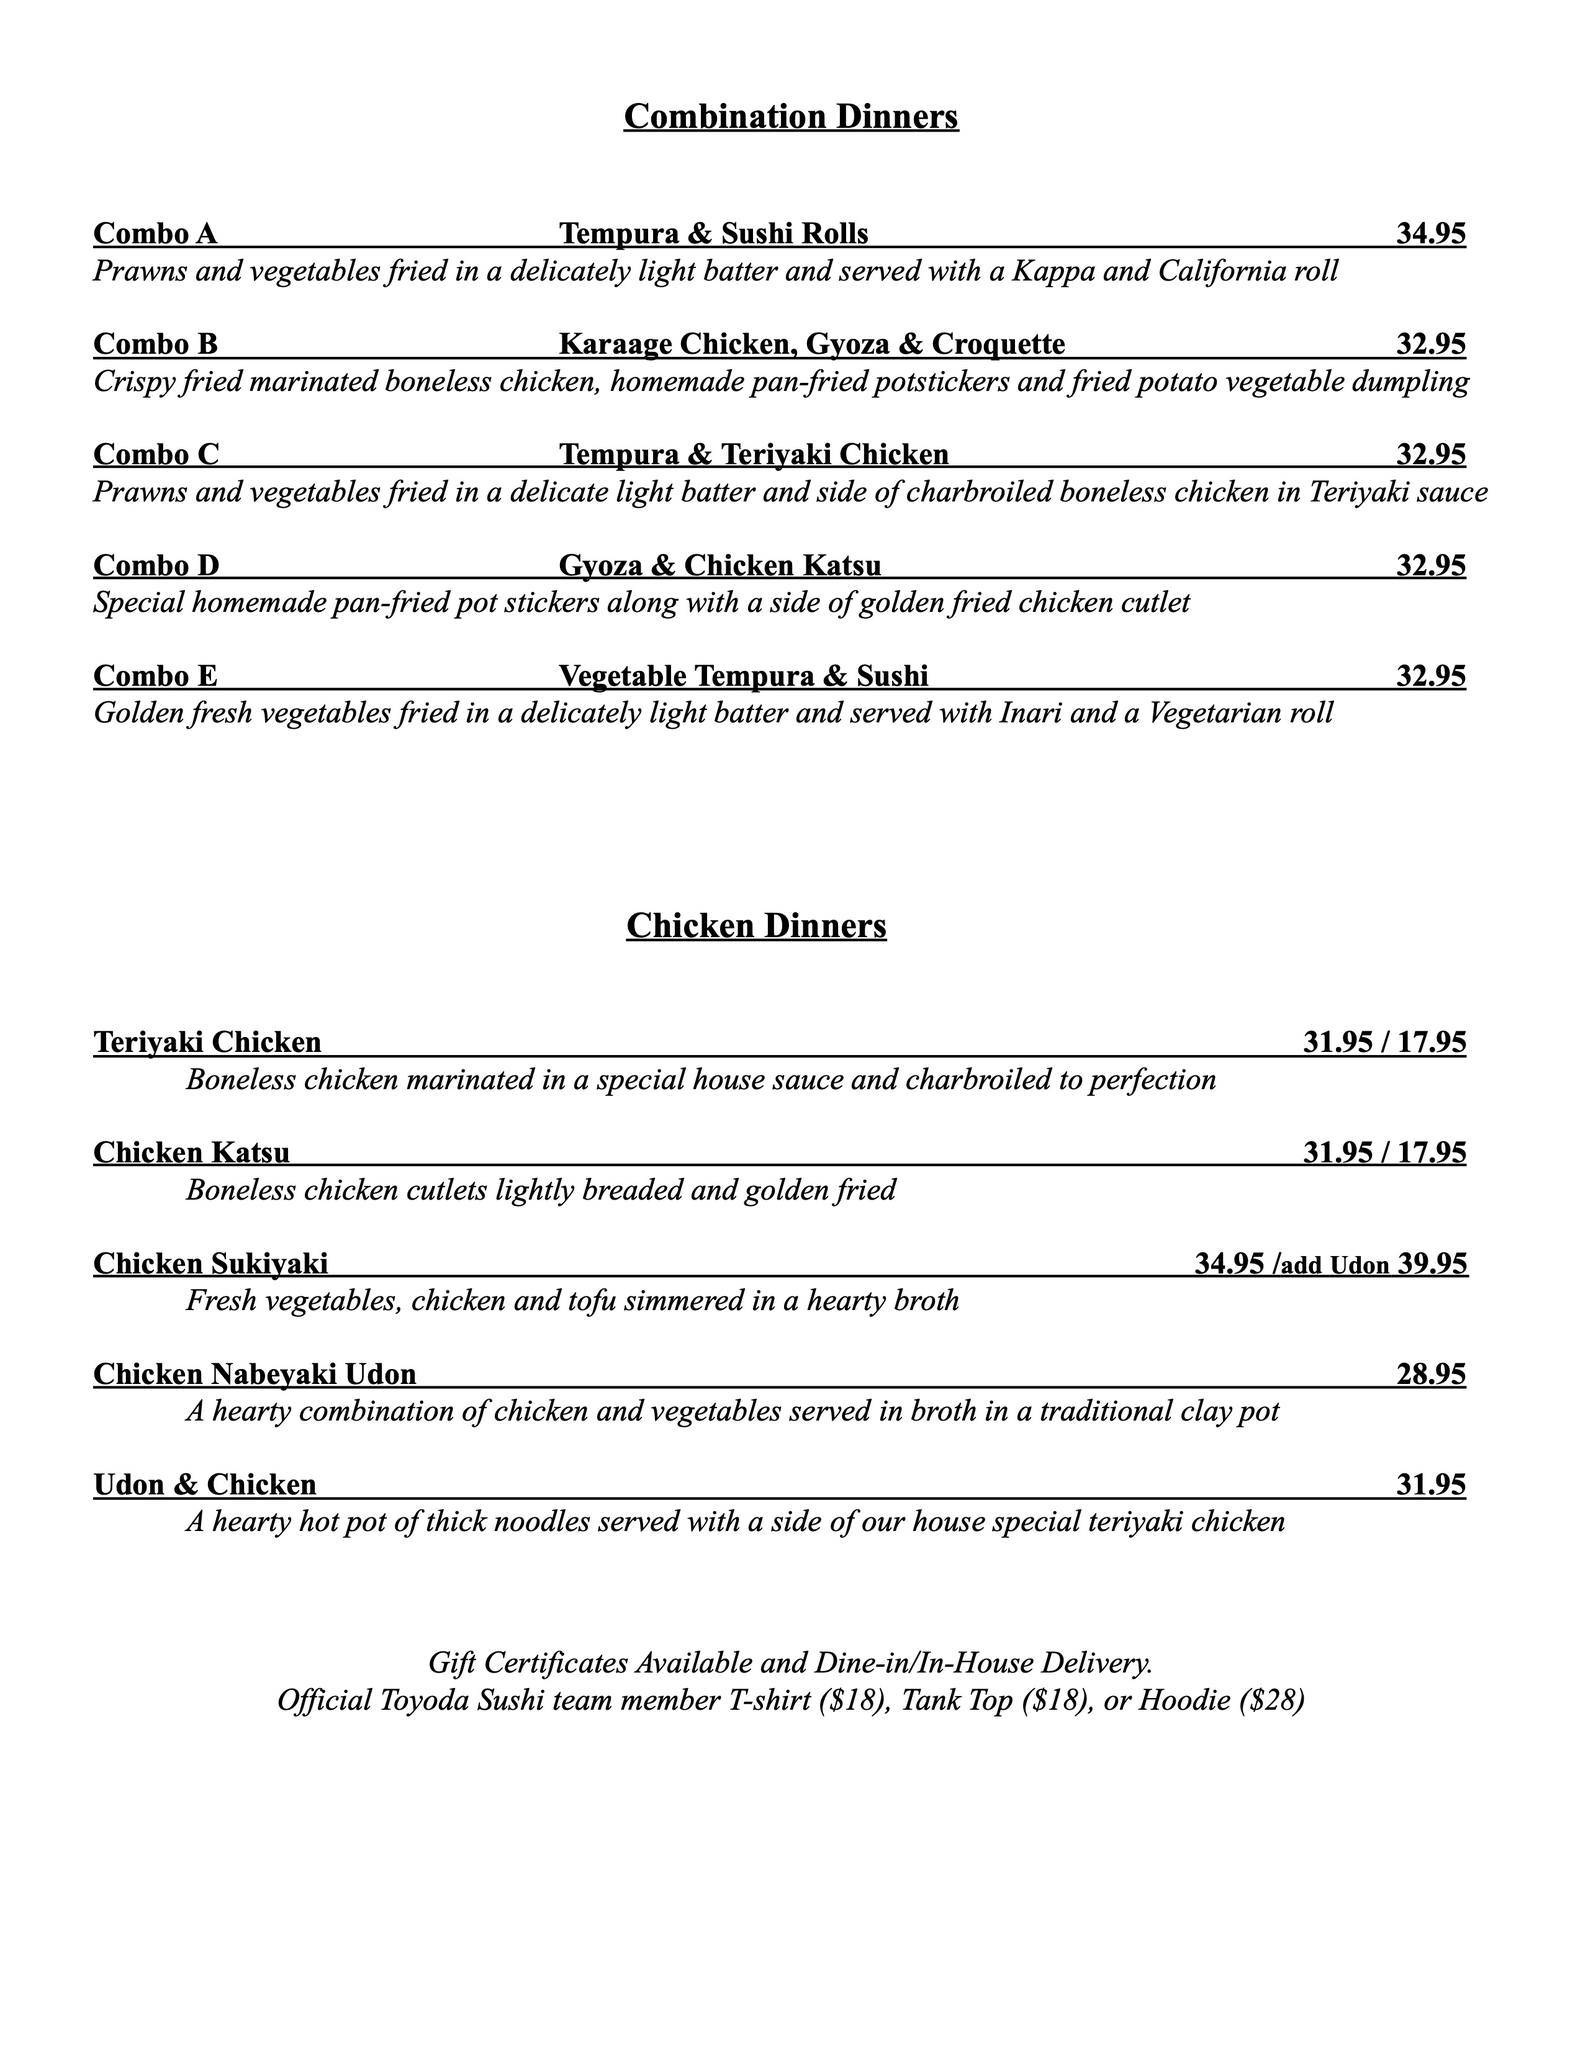 Combination Dinners
Combo A Tempura & Sushi Rolls 34.95
Prawns and vegetables fried in a delicately light batter and served with a Kappa and California roll
Combo B Karaage Chicken, Gyoza & Croquette 32.95
Crispy fried marinated boneless chicken, homemade pan-fried potstickers and fried potato vegetable dumpling
Combo C Tempura & Teriyaki Chicken 32.95
Prawns and vegetables fried in a delicate light batter and side of charbroiled boneless chicken in Teriyaki sauce
Combo D Gyoza & Chicken Katsu 32.95
Special homemade pan-fried pot stickers along with a side of golden fried chicken cutlet
Combo E Vegetable Tempura & Sushi 32.95
Golden fresh vegetables fried in a delicately light batter and served with Inari and a Vegetarian roll
Chicken Dinners
Teriyaki Chicken 31.95 / 17.95
Boneless chicken marinated in a special house sauce and charbroiled to perfection
Chicken Katsu 31.95 / 17.95
Boneless chicken cutlets lightly breaded and golden fried
Chicken Sukiyaki 34.95 /add Udon 39.95
Fresh vegetables, chicken and tofu simmered in a hearty broth
Chicken Nabeyaki Udon 28.95
A hearty combination of chicken and vegetables served in broth in a traditional clay pot
Udon & Chicken 31.95
A hearty hot pot of thick noodles served with a side of our house special teriyaki chicken
Gift Certificates Available and Dine-in/In-House Delivery.
Official Toyoda Sushi team member T-shirt ($18), Tank Top ($18), or Hoodie ($28)